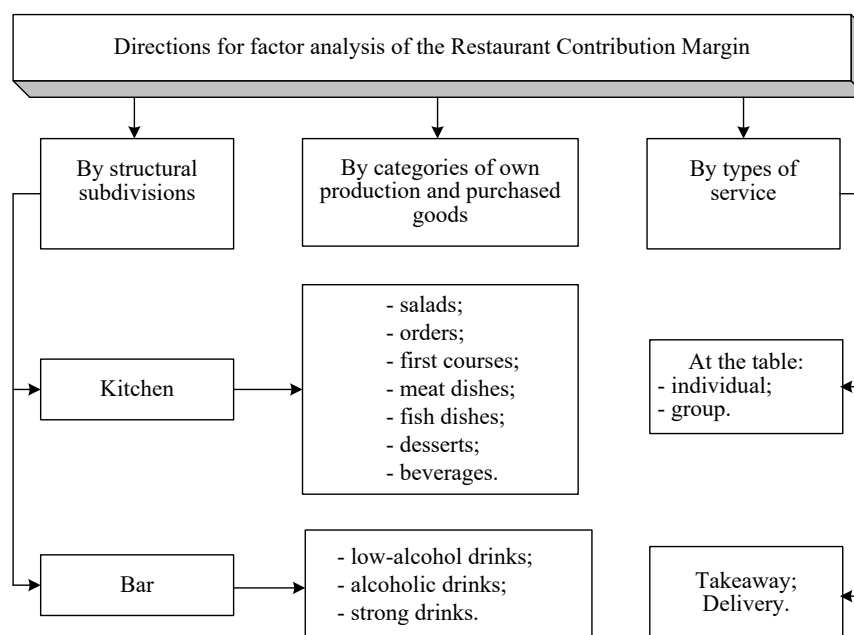 Directions for factor analysis of the Restaurant Contribution Margin
By structural
subdivisions
By categories of own
production and purchased
goods
By types of
service
Kitchen
- salads;
- orders;
- first courses;
- meat dishes;
- fish dishes;
- desserts;
- beverages.
At the table:
- individual;
- group.
Bar
- low-alcohol drinks;
- alcoholic drinks;
- strong drinks.
Takeaway;
Delivery.